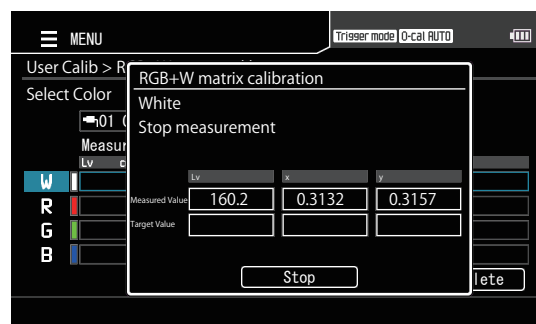 MENU
Trigger mode 0-cal AUTO
User Calib > R
RGB+W matrix calibration
Select Color
White
01
Stop measurement
Measur
Lv
Lv x y
W
Measured Value 160.2 0.3132 0.3157
R
Target Value
G
B
Stop
lete